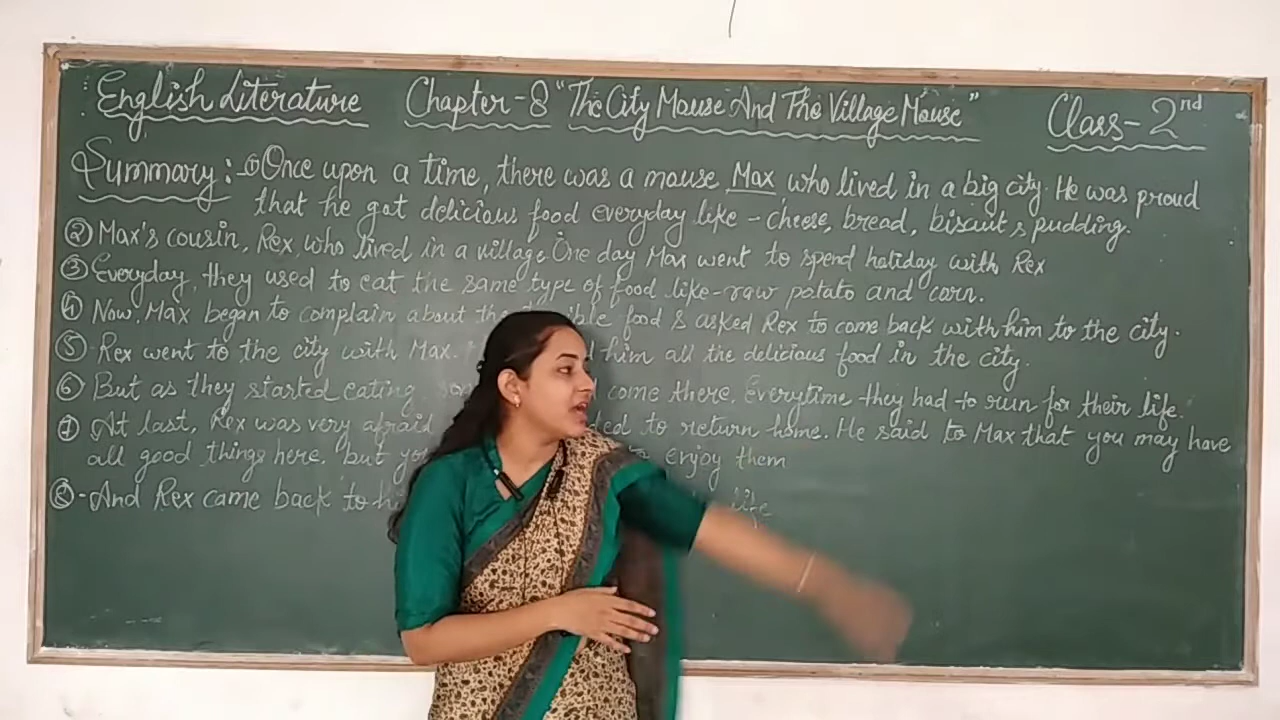 English Literature Chapter-8 "The City Mouse And The Village Mouse" Class-2nd
Summary:- ① Once upon a time, there was a mouse Max who lived in a big city. He was proud
that he got delicious food everyday like - cheese, bread, biscuit & pudding.
② Max's cousin, Rex, who lived in a village. One day Max went to spend holiday with Rex
③ Everyday, they used to eat the same type of food like-raw potato and corn.
④ Now, Max began to complain about the food & asked Rex to come back with him to the city.
⑤ Rex went to the city with Max. him all the delicious food in the city.
⑥ But as they started eating, come there. Everytime they had to run for their life.
⑦ At last, Rex was very afraid to return home. He said to Max that you may have
all good things here, but enjoy them
⑧ - And Rex came back to life